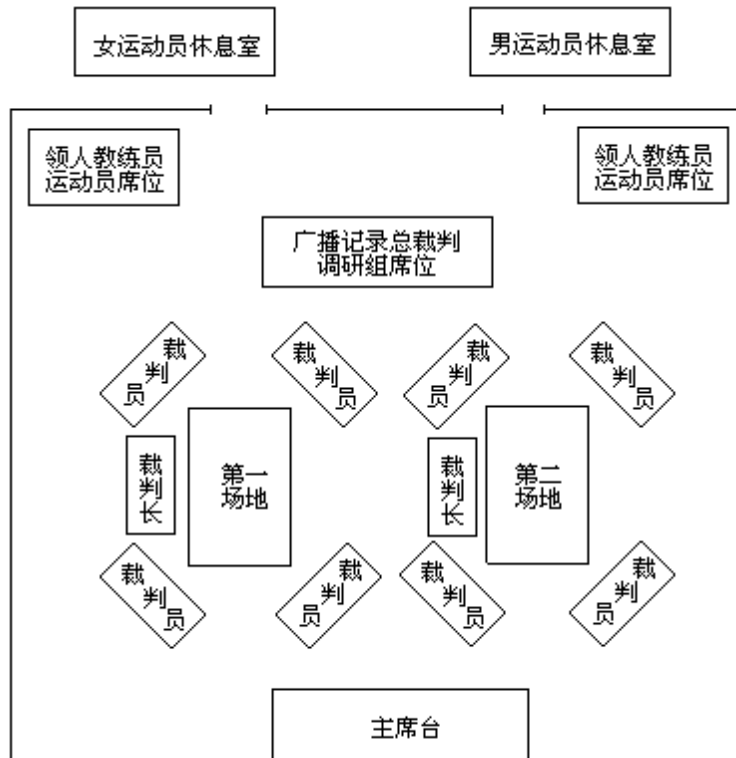 女运动员休息室
男运动员休息室
领人教练员
运动员席位
领人教练员
运动员席位
广播记录总裁判
调研组席位
裁判员
裁判员
裁判员
裁判员
裁判长
第一
场地
裁判长
第二
场地
裁判员
裁判员
裁判员
裁判员
主席台